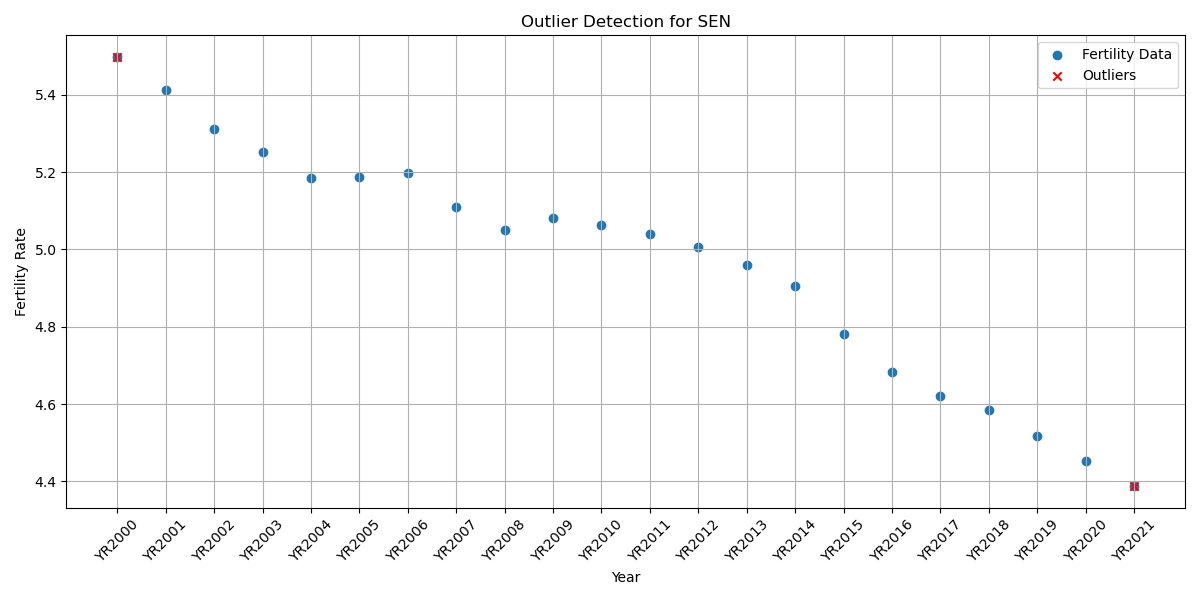 Outlier Detection for SEN
Fertility Data
Outliers
Fertility Rate
5.4
5.2
5.0
4.8
4.6
4.4
YR2000
YR2001
YR2002
YR2003
YR2004
YR2005
YR2006
YR2007
YR2008
YR2009
YR2010
YR2011
YR2012
YR2013
YR2014
YR2015
YR2016
YR2017
YR2018
YR2019
YR2020
YR2021
Year